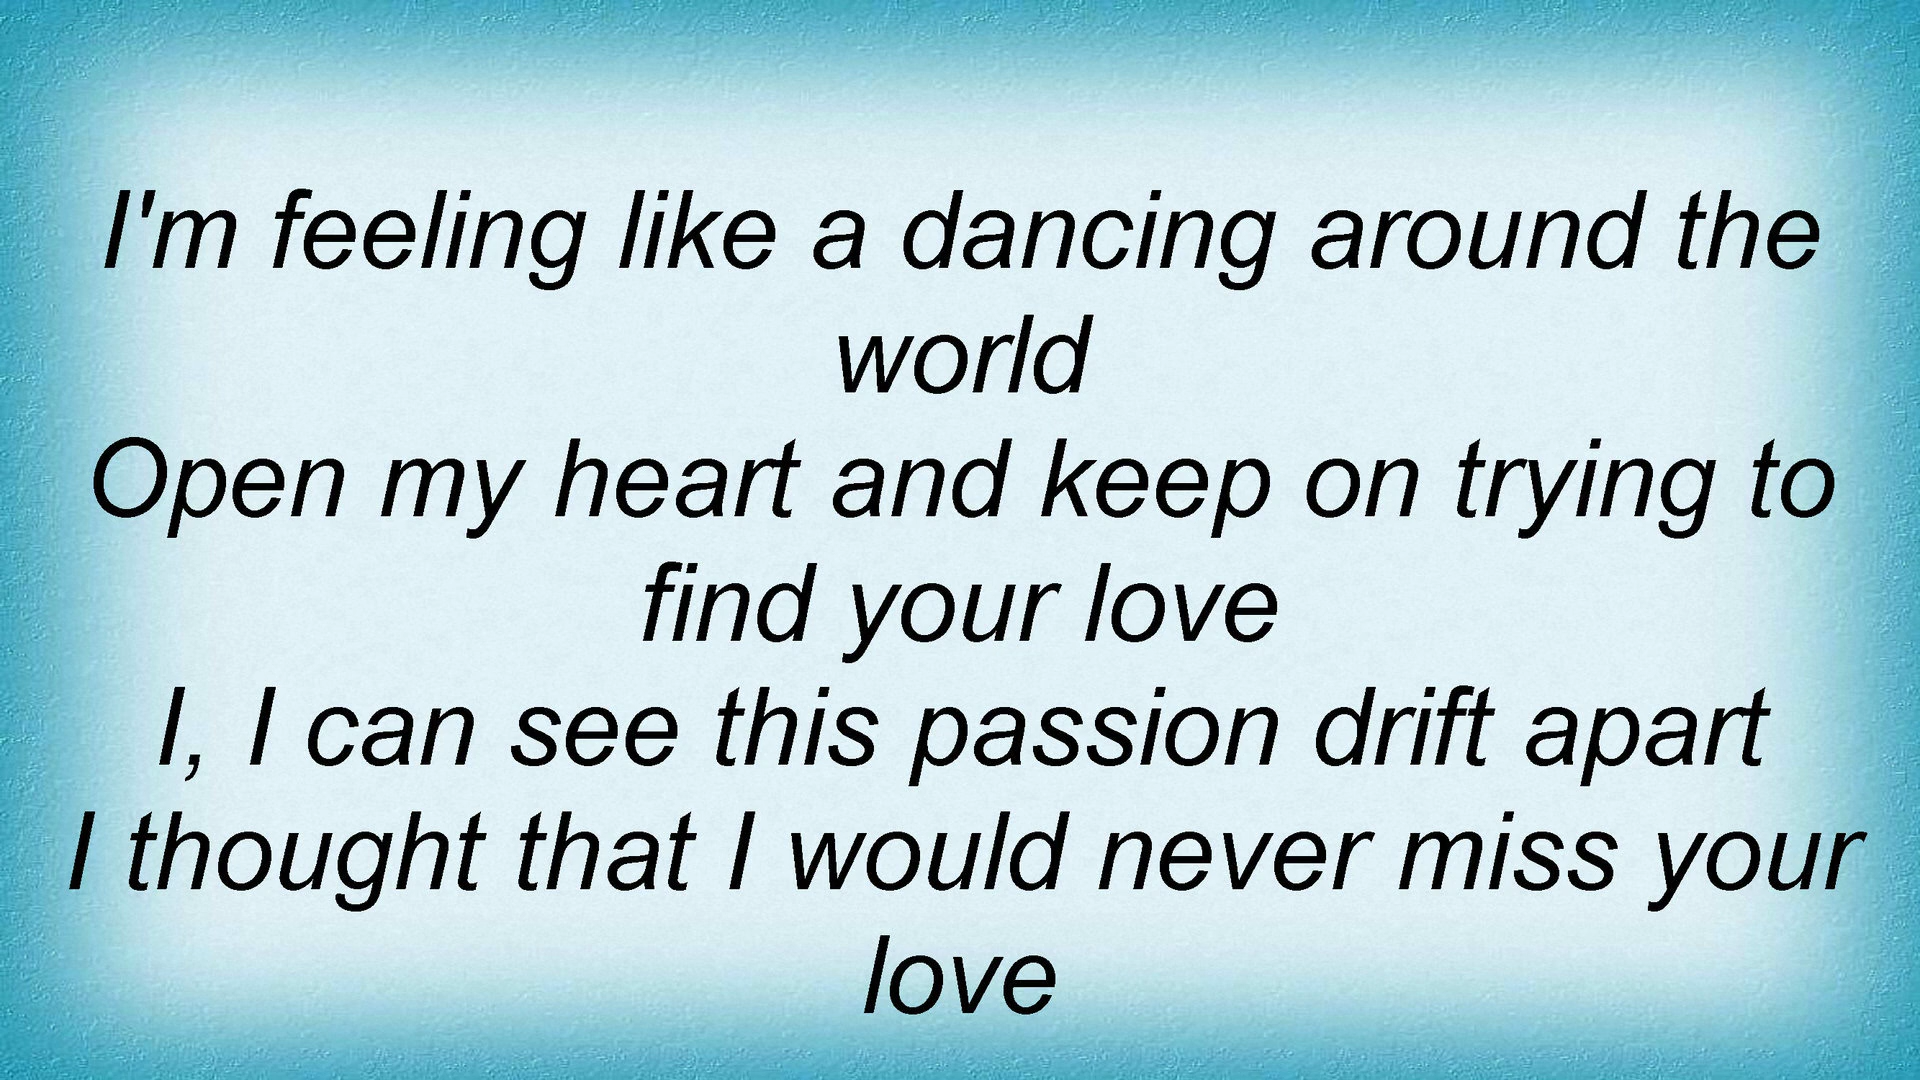 I'm feeling like a dancing around the
world
Open my heart and keep on trying to
find your love
I, I can see this passion drift apart
I thought that I would never miss your
love